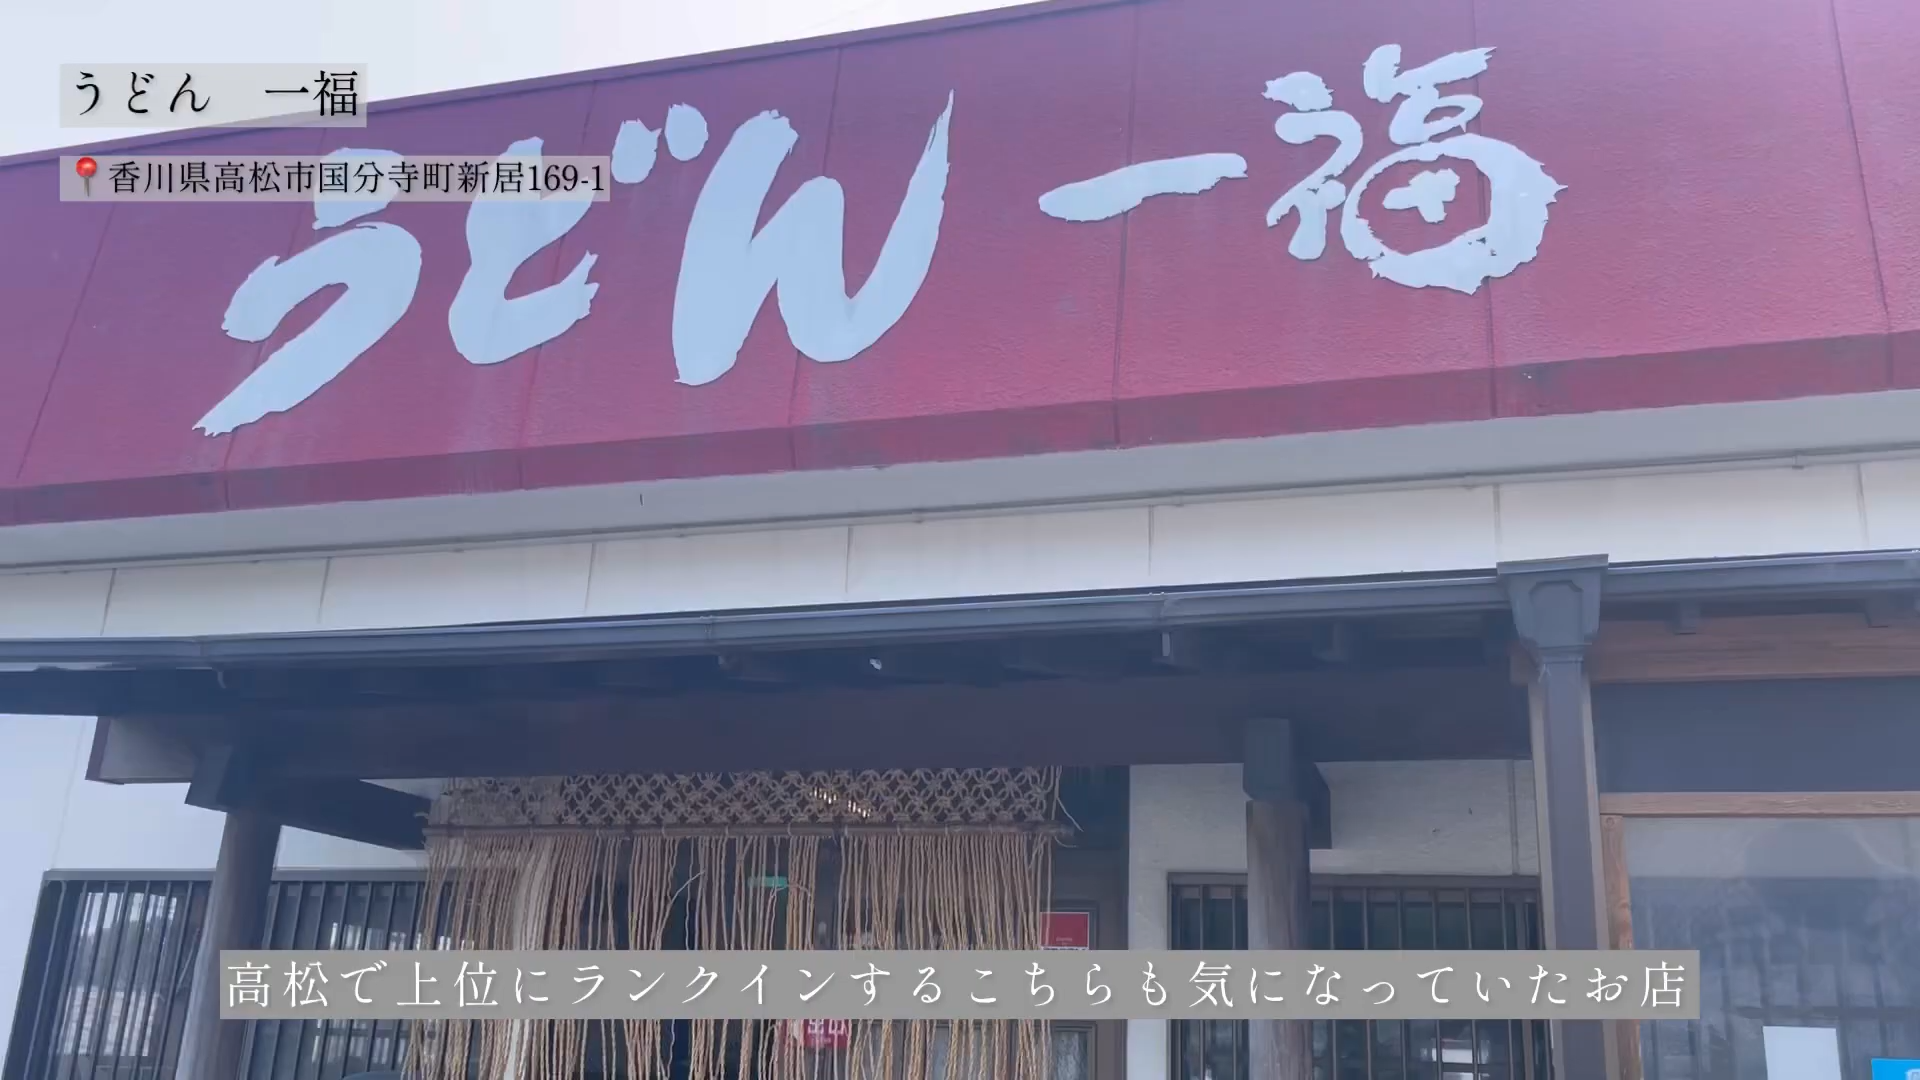 うどん　一福
📍香川県高松市国分寺町新居169-1
うどん 一福
高松で上位にランクインするこちらも気になっていたお店